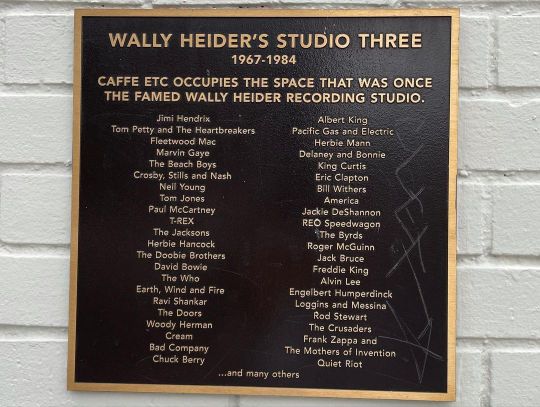 WALLY HEIDER'S STUDIO THREE
1967-1984
CAFFE ETC OCCUPIES THE SPACE THAT WAS ONCE
THE FAMED WALLY HEIDER RECORDING STUDIO.
Jimi Hendrix
Tom Petty and The Heartbreakers
Fleetwood Mac
Marvin Gaye
The Beach Boys
Crosby, Stills and Nash
Neil Young
Tom Jones
Paul McCartney
T-REX
The Jacksons
Herbie Hancock
The Doobie Brothers
David Bowie
The Who
Earth, Wind and Fire
Ravi Shankar
The Doors
Woody Herman
Cream
Bad Company
Chuck Berry
Albert King
Pacific Gas and Electric
Herbie Mann
Delaney and Bonnie
King Curtis
Eric Clapton
Bill Withers
America
Jackie DeShannon
REO Speedwagon
The Byrds
Roger McGuinn
Jack Bruce
Freddie King
Alvin Lee
Engelbert Humperdinck
Loggins and Messina
Rod Stewart
The Crusaders
Frank Zappa and
The Mothers of Invention
Quiet Riot
...and many others